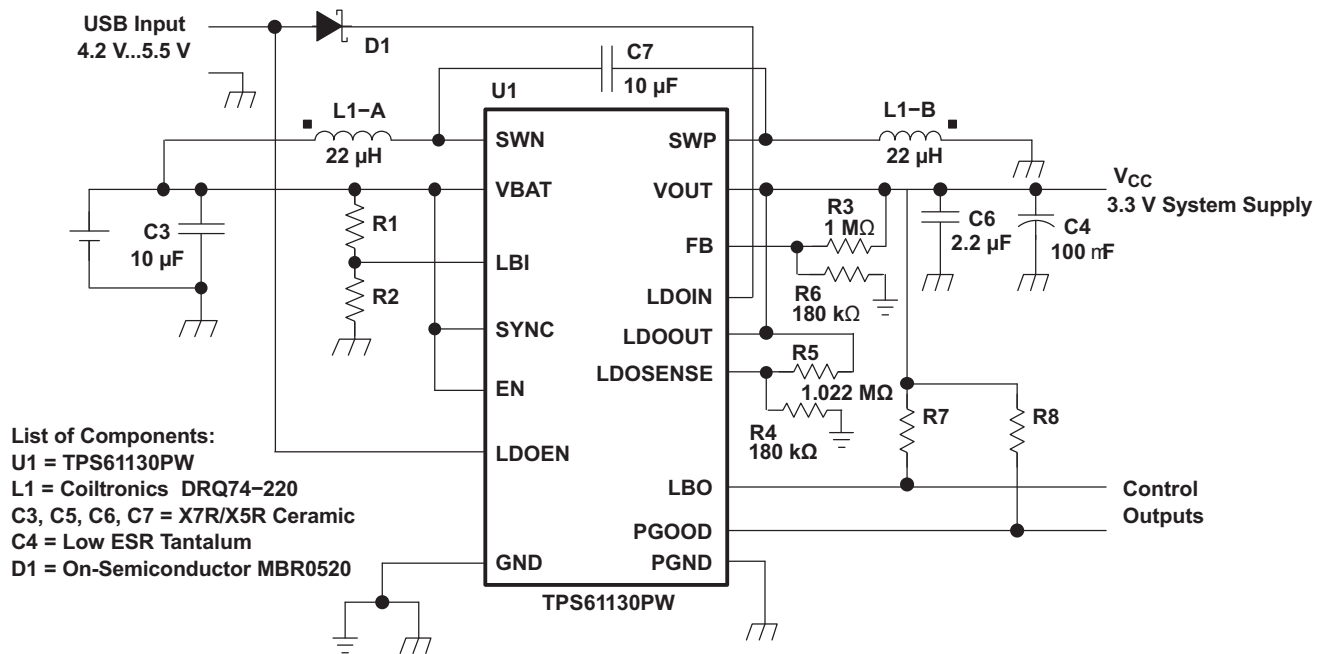 USB Input
4.2 V...5.5 V
D1
C7
10 µF
U1
L1−A
22 µH
SWN
SWP
L1−B
22 µH
VBAT
VOUT
VCC
3.3 V System Supply
C3
10 µF
R1
R2
LBI
SYNC
EN
LDOEN
GND
FB
LDOIN
LDOOUT
LDOSENSE
LBO
PGOOD
PGND
R3
1 MΩ
R6
180 kΩ
R5
1.022 MΩ
R4
180 kΩ
C6
2.2 µF
C4
100 mF
R7
R8
Control
Outputs
TPS61130PW
List of Components:
U1 = TPS61130PW
L1 = Coiltronics DRQ74−220
C3, C5, C6, C7 = X7R/X5R Ceramic
C4 = Low ESR Tantalum
D1 = On-Semiconductor MBR0520